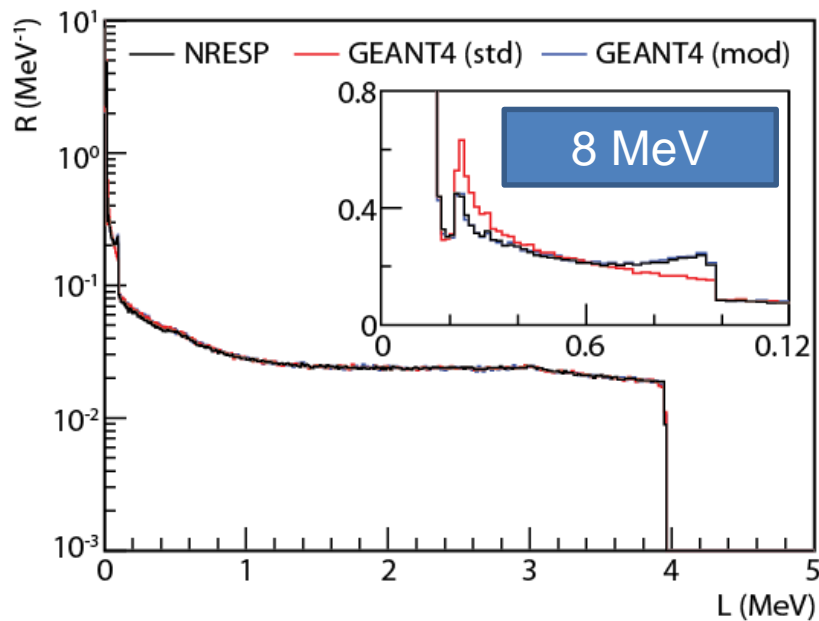 R (MeV⁻¹)
10¹
10⁰
10⁻¹
10⁻²
10⁻³
NRESP GEANT4 (std) GEANT4 (mod)
8 MeV
0.8
0.4
0
0 0.6 0.12
0 1 2 3 4 5
L (MeV)